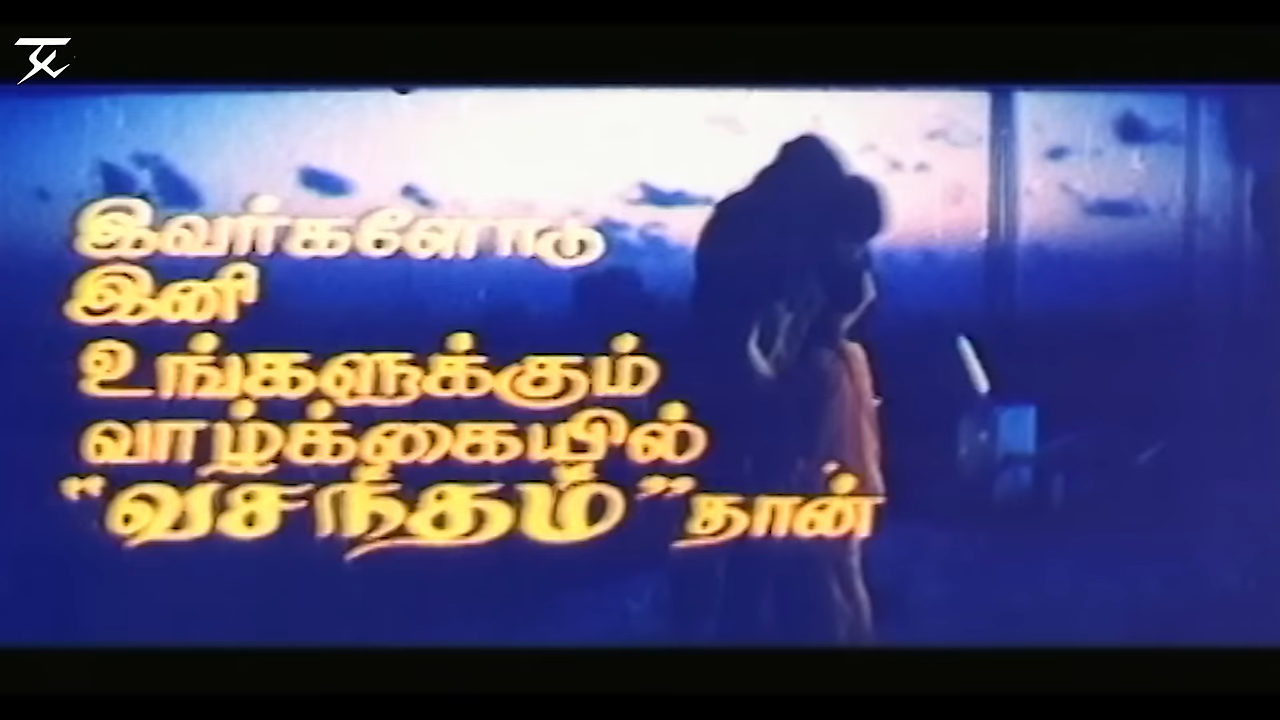 இவர்களோடு
இனி
உங்களுக்கும்
வாழ்க்கையில்
"வசந்தம்" தான்